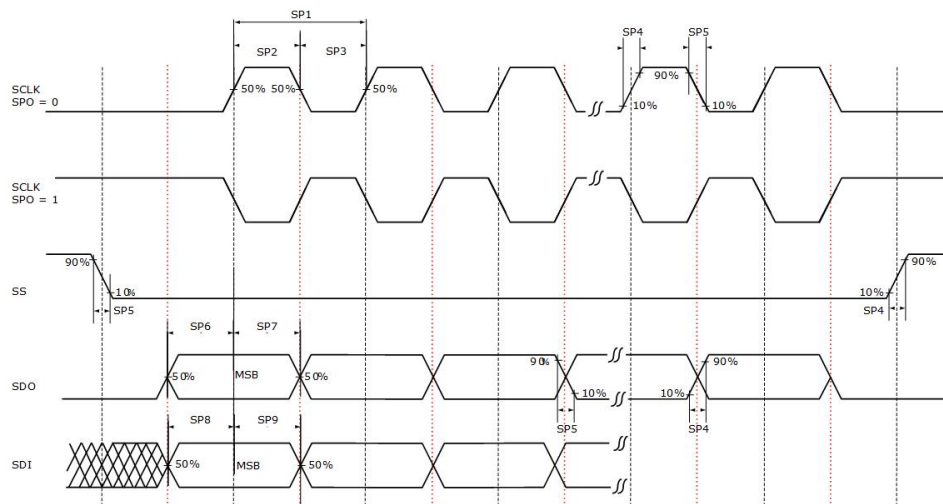 SP1
SP2 SP3
SP4 SP5
SCLK
SPO = 0
50% 50% 50% 90%
10% 10%
SCLK
SPO = 1
90% 90%
SS
10% 10%
SP5 SP4
SP6 SP7
90% 90%
SDO
50% MSB 50%
10% 10%
SP8 SP9 SP5 SP4
SDI
50% MSB 50%